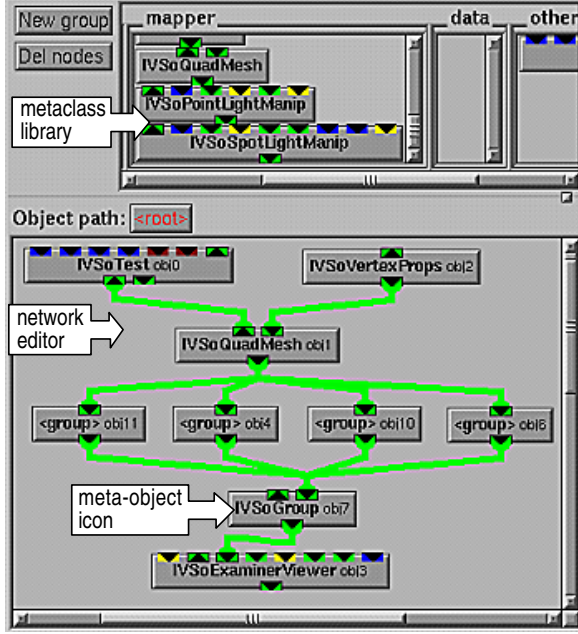 New group
Del nodes
mapper
data
other
IVSoQuadMesh
IVSoPointLightManip
IVSoSpotLightManip
metaclass
library
Object path: <root>
IVSoTest obj0
IVSoVertexProps obj2
network
editor
IVSoQuadMesh obj1
<group> obj11
<group> obj4
<group> obj10
<group> obj6
meta-object
icon
IVSoGroup obj7
IVSoExaminerViewer obj3